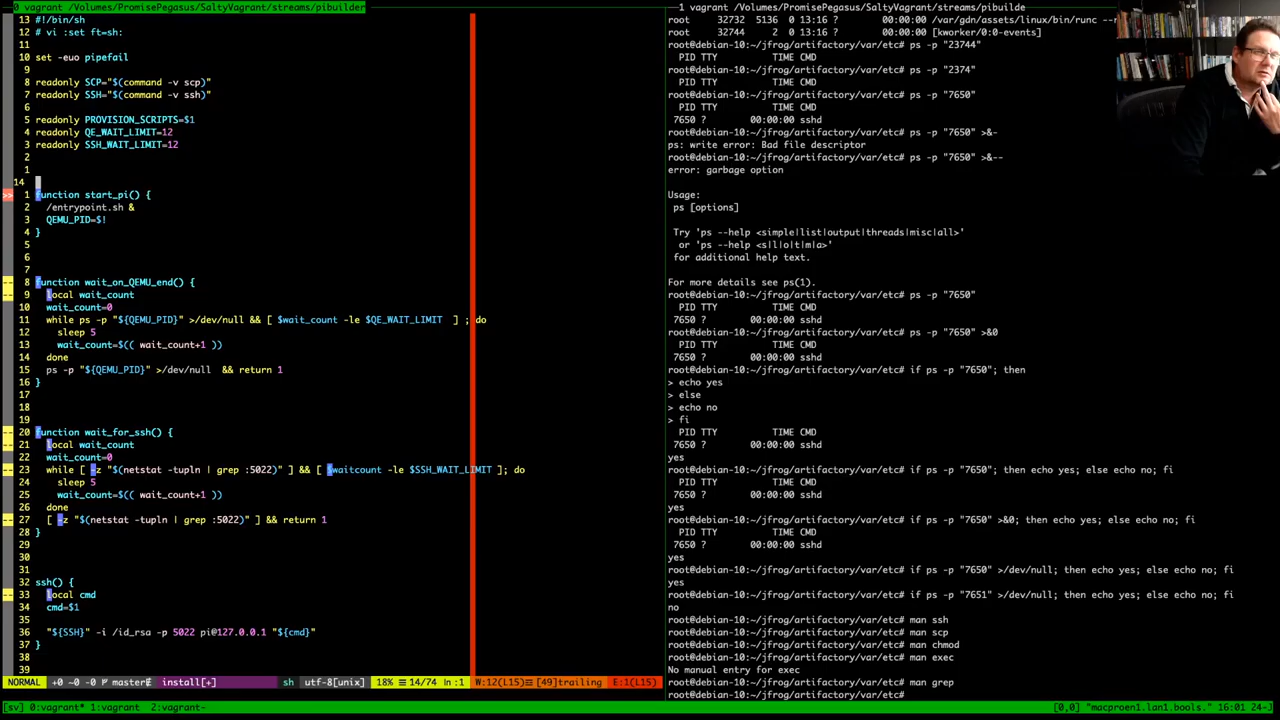 0 vagrant /Volumes/PromisePegasus/SaltyVagrant/streams/pibuilder
13 #!/bin/sh
12 # vi :set ft=sh:
11
10 set -euo pipefail
9
8 readonly SCP="$(command -v scp)"
7 readonly SSH="$(command -v ssh)"
6
5 readonly PROVISION_SCRIPTS=$1
4 readonly QE_WAIT_LIMIT=12
3 readonly SSH_WAIT_LIMIT=12
2
1
14
>> 1 function start_pi() {
2 /entrypoint.sh &
3 QEMU_PID=$!
4 }
5
6
7
-- 8 function wait_on_QEMU_end() {
-- 9 local wait_count
10 wait_count=0
11 while ps -p "${QEMU_PID}" >/dev/null && [ $wait_count -le $QE_WAIT_LIMIT ] ; do
12 sleep 5
13 wait_count=$(( wait_count+1 ))
14 done
15 ps -p "${QEMU_PID}" >/dev/null && return 1
16 }
17
18
19
-- 20 function wait_for_ssh() {
-- 21 local wait_count
22 wait_count=0
-- 23 while [ -z "$(netstat -tupln | grep :5022)" ] && [ $waitcount -le $SSH_WAIT_LIMIT ]; do
24 sleep 5
25 wait_count=$(( wait_count+1 ))
26 done
-- 27 [ -z "$(netstat -tupln | grep :5022)" ] && return 1
28 }
29
30
31
32 ssh() {
-- 33 local cmd
34 cmd=$1
35
36 "${SSH}" -i /id_rsa -p 5022 pi@127.0.0.1 "${cmd}"
37 }
38
39
NORMAL +0 ~0 -0 master install[+] sh utf-8[unix] 18% 14/74 ln :1 W:12(L15) [49]trailing E:1(L15)
1 vagrant /Volumes/PromisePegasus/SaltyVagrant/streams/pibuilde
root 32732 5136 0 13:16 ? 00:00:00 /var/gdn/assets/linux/bin/runc --r
root 32744 2 0 13:16 ? 00:00:00 [kworker/0:0-events]
root@debian-10:~/jfrog/artifactory/var/etc# ps -p "23744"
PID TTY TIME CMD
root@debian-10:~/jfrog/artifactory/var/etc# ps -p "2374"
PID TTY TIME CMD
root@debian-10:~/jfrog/artifactory/var/etc# ps -p "7650"
PID TTY TIME CMD
7650 ? 00:00:00 sshd
root@debian-10:~/jfrog/artifactory/var/etc# ps -p "7650" >&-
ps: write error: Bad file descriptor
root@debian-10:~/jfrog/artifactory/var/etc# ps -p "7650" >&--
error: garbage option

Usage:
ps [options]

Try 'ps --help <simple|list|output|threads|misc|all>'
or 'ps --help <s|l|o|t|m|a>'
for additional help text.

For more details see ps(1).
root@debian-10:~/jfrog/artifactory/var/etc# ps -p "7650"
PID TTY TIME CMD
7650 ? 00:00:00 sshd
root@debian-10:~/jfrog/artifactory/var/etc# ps -p "7650" >&0
PID TTY TIME CMD
7650 ? 00:00:00 sshd
root@debian-10:~/jfrog/artifactory/var/etc# if ps -p "7650"; then
> echo yes
> else
> echo no
> fi
PID TTY TIME CMD
7650 ? 00:00:00 sshd
yes
root@debian-10:~/jfrog/artifactory/var/etc# if ps -p "7650"; then echo yes; else echo no; fi
PID TTY TIME CMD
7650 ? 00:00:00 sshd
yes
root@debian-10:~/jfrog/artifactory/var/etc# if ps -p "7650" >&0; then echo yes; else echo no; fi
PID TTY TIME CMD
7650 ? 00:00:00 sshd
yes
root@debian-10:~/jfrog/artifactory/var/etc# if ps -p "7650" >/dev/null; then echo yes; else echo no; fi
yes
root@debian-10:~/jfrog/artifactory/var/etc# if ps -p "7651" >/dev/null; then echo yes; else echo no; fi
no
root@debian-10:~/jfrog/artifactory/var/etc# man ssh
root@debian-10:~/jfrog/artifactory/var/etc# man scp
root@debian-10:~/jfrog/artifactory/var/etc# man chmod
root@debian-10:~/jfrog/artifactory/var/etc# man exec
No manual entry for exec
root@debian-10:~/jfrog/artifactory/var/etc# man grep
root@debian-10:~/jfrog/artifactory/var/etc#
[sv] 0:vagrant* 1:vagrant 2:vagrant- [0,0] "macproen1.lan1.bools." 16:01 24-J